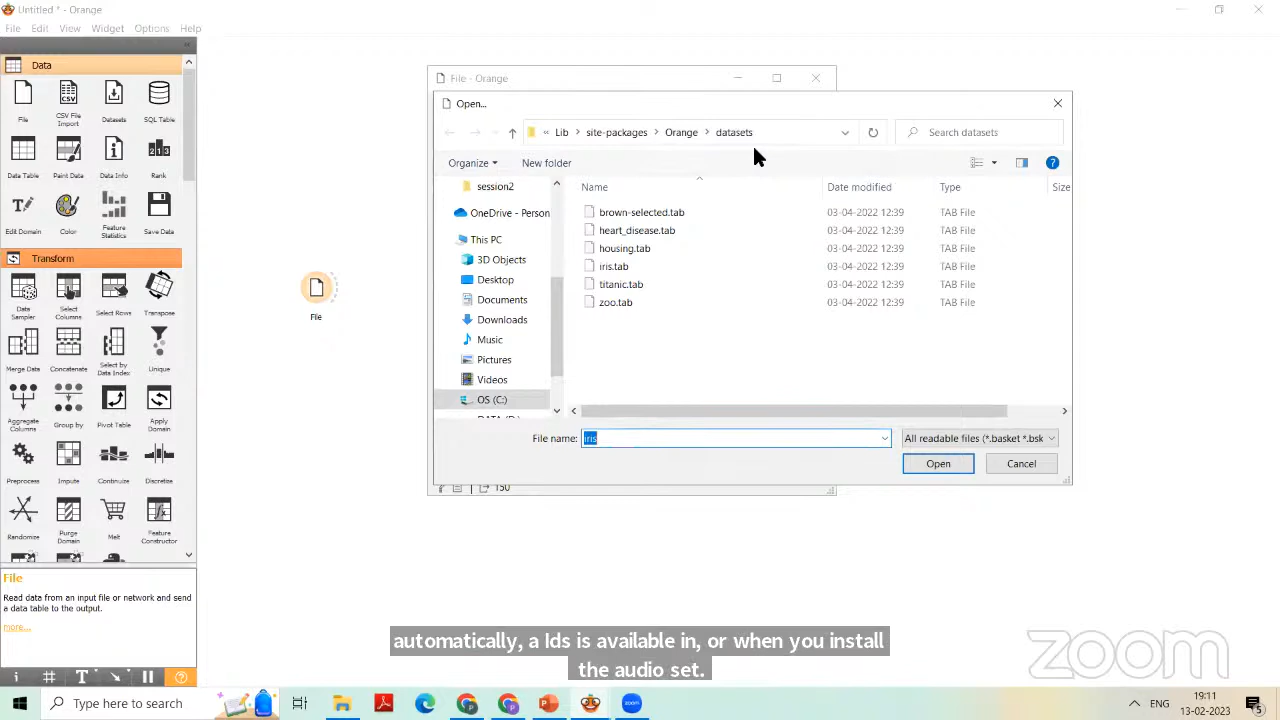 Untitled * - Orange
File Edit View Widget Options Help
Data
File
CSV File Import
Datasets
SQL Table
Data Table
Paint Data
Data Info
Rank
Edit Domain
Color
Feature Statistics
Save Data
Transform
Data Sampler
Select Columns
Select Rows
Transpose
Merge Data
Concatenate
Select by Data Index
Unique
Aggregate Columns
Group by
Pivot Table
Apply Domain
Preprocess
Impute
Continuize
Discretize
Randomize
Purge Domain
Melt
Feature Constructor
File
Read data from an input file or network and send
a data table to the output.
more...
File
File - Orange
Open...
« Lib > site-packages > Orange > datasets
Search datasets
Organize
New folder
session2
OneDrive - Person
This PC
3D Objects
Desktop
Documents
Downloads
Music
Pictures
Videos
OS (C:)
Name Date modified Type Size
brown-selected.tab 03-04-2022 12:39 TAB File
heart_disease.tab 03-04-2022 12:39 TAB File
housing.tab 03-04-2022 12:39 TAB File
iris.tab 03-04-2022 12:39 TAB File
titanic.tab 03-04-2022 12:39 TAB File
zoo.tab 03-04-2022 12:39 TAB File
File name: iris
All readable files (*.basket *.bsk
Open
Cancel
150
automatically, a Ids is available in, or when you install
the audio set.
zoom
Type here to search
zoom
ENG
19:11
13-02-2023
5